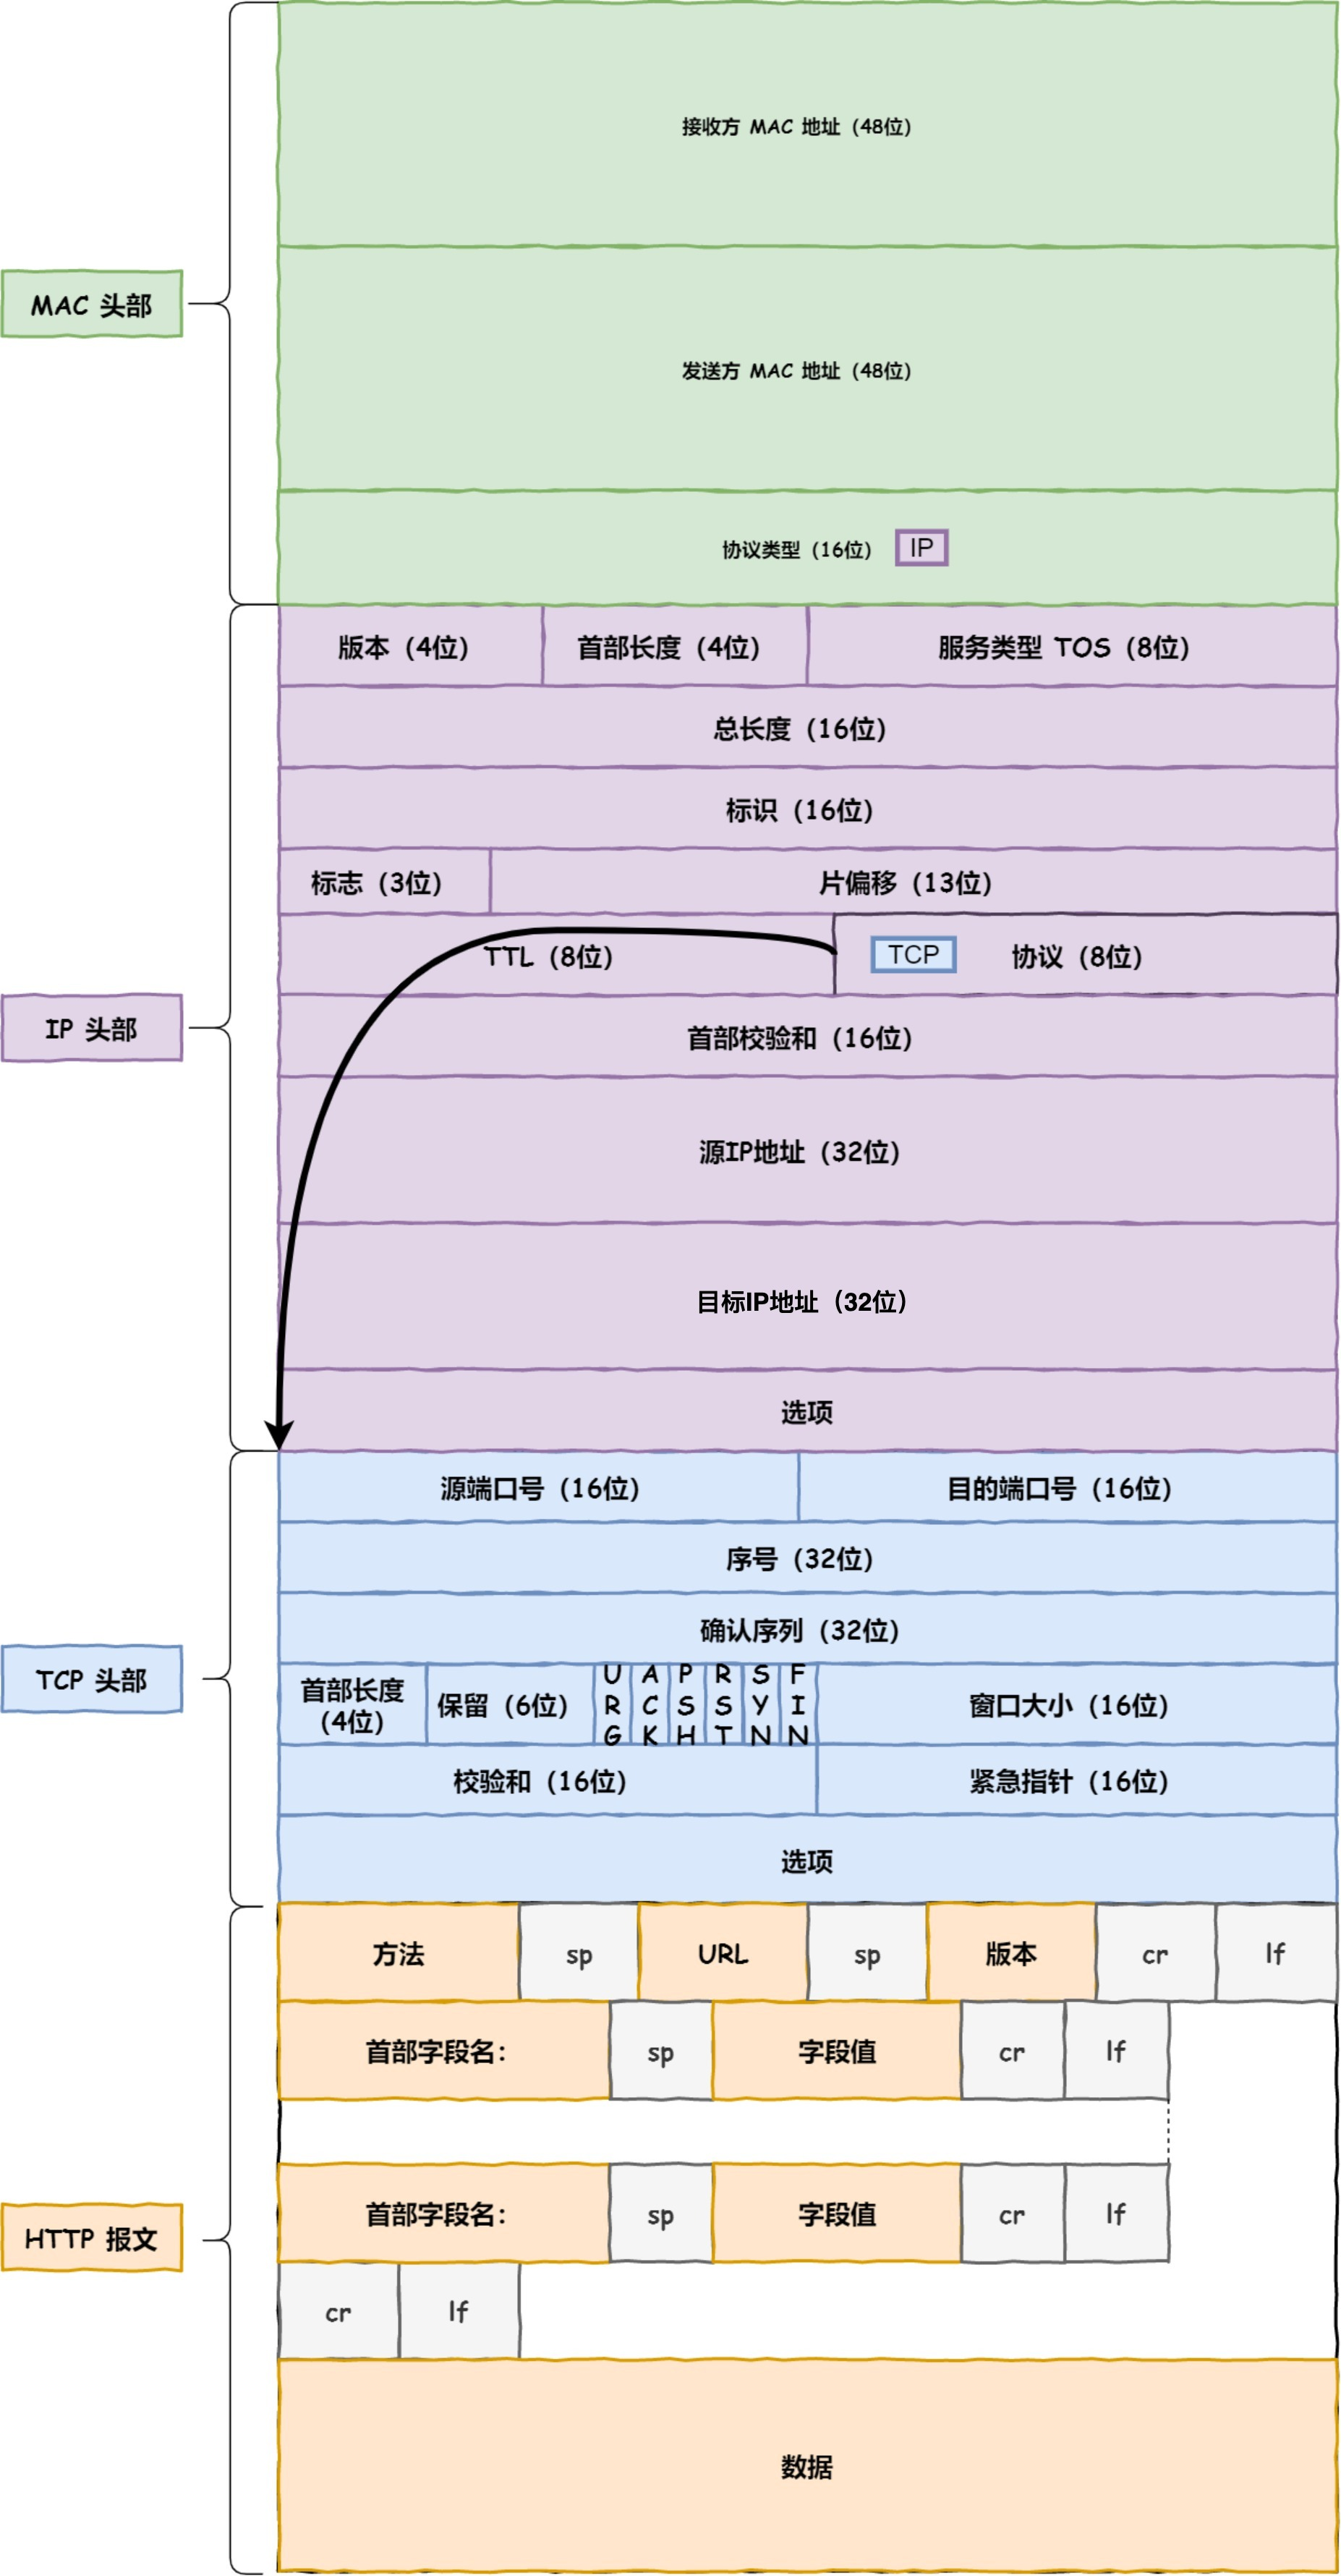 接收方 MAC 地址 (48位)
发送方 MAC 地址 (48位)
MAC 头部
协议类型 (16位) IP
版本 (4位) 首部长度 (4位) 服务类型 TOS (8位)
总长度 (16位)
标识 (16位)
标志 (3位) 片偏移 (13位)
TTL (8位) TCP 协议 (8位)
IP 头部
首部校验和 (16位)
源IP地址 (32位)
目标IP地址（32位）
选项
源端口号 (16位) 目的端口号 (16位)
序号 (32位)
确认序列 (32位)
TCP 头部
首部长度
(4位)
保留 (6位) URG ACK PSH RST SYN FIN 窗口大小 (16位)
校验和 (16位) 紧急指针 (16位)
选项
方法 sp URL sp 版本 cr lf
首部字段名: sp 字段值 cr lf
HTTP 报文
首部字段名: sp 字段值 cr lf
cr lf
数据